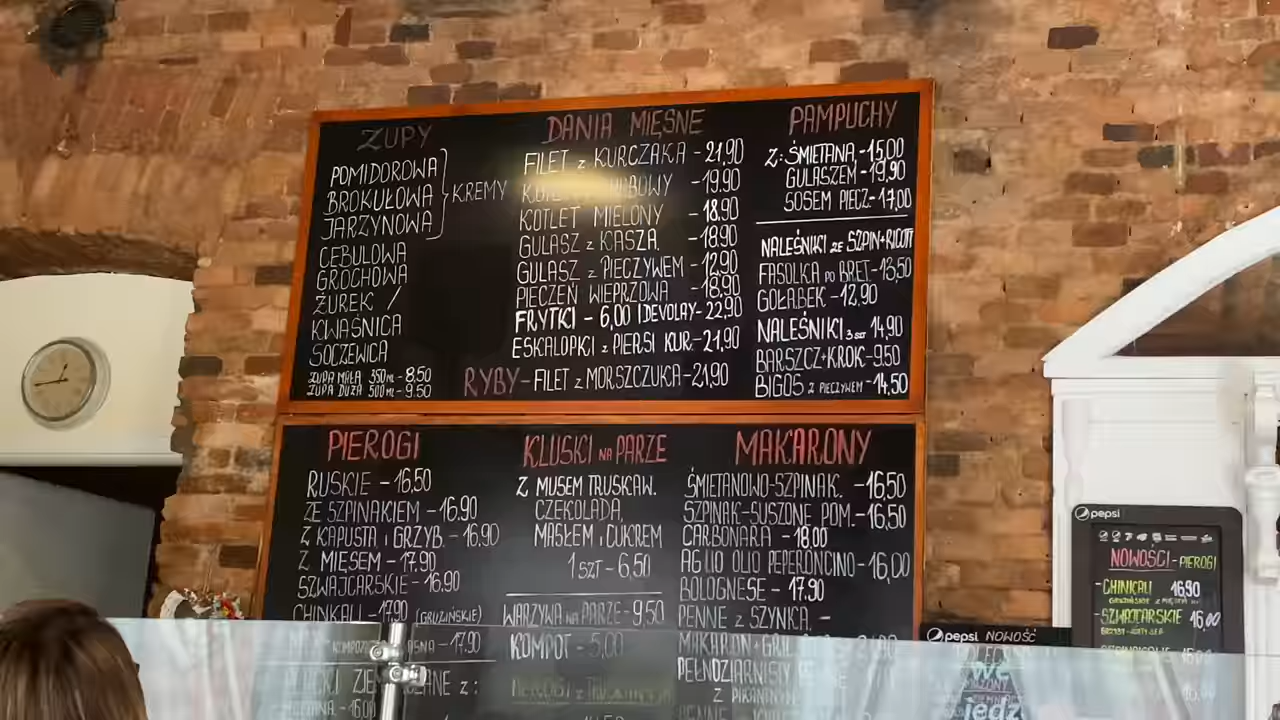 ZUPY
POMIDOROWA
BROKUŁOWA
JARZYNOWA
KREMY
CEBULOWA
GROCHOWA
ŻUREK /
KWAŚNICA
SOCZEWICA
ZUPA MAŁA 350 ML - 8.50
ZUPA DUŻA 500 ML - 9.50
DANIA MIĘSNE
FILET z KURCZAKA - 21,90
-19.90
KOTLET MIELONY - 18.90
GULASZ z KASZĄ - 18.90
GULASZ z PIECZYWEM - 12.90
PIECZEŃ WIEPRZOWA - 18,90
FRYTKI - 6,00 | DEVOLAY - 22,90
ESKALOPKI z PIERSI KUR. - 21.90
RYBY - FILET z MORSZCZUKA - 21,90
PAMPUCHY
Z: ŚMIETANĄ - 15,00
GULASZEM - 19,90
SOSEM PIECZ. - 17,00
NALEŚNIKI ze SZPIN+RICOTT
FASOLKA po BRET - 13,50
GOŁĄBEK - 12,90
NALEŚNIKI 3 szt 14,90
BARSZCZ+KROK - 9.50
BIGOS z PIECZYWEM - 14,50
PIEROGI
RUSKIE - 16,50
ZE SZPINAKIEM - 16.90
Z KAPUSTĄ i GRZYB. - 16,90
Z MIĘSEM - 17.90
SZWAJCARSKIE - 16.90
CHINKALI - 17.90 (GRUZIŃSKIE)
- 17.90
KLUSKI NA PARZE
Z MUSEM TRUSKAW.
CZEKOLADĄ,
MASŁEM i CUKREM
1 SZT - 6,50
WARZYWA NA PARZE - 9,50
KOMPOT - 5,00
MAKARONY
ŚMIETANOWO-SZPINAK. - 16,50
SZPINAK-SUSZONE POM. - 16,50
CARBONARA - 18.00
AGLIO OLIO PEPERONCINO - 16,00
BOLOGNESE - 17.90
PENNE z SZYNKĄ, -
MAKARON
PEŁNOZIARNISTY
pepsi NOWOŚĆ
pepsi
NOWOŚCI - PIEROGI
CHINKALI 16,90
SZWAJCARSKIE 16,00